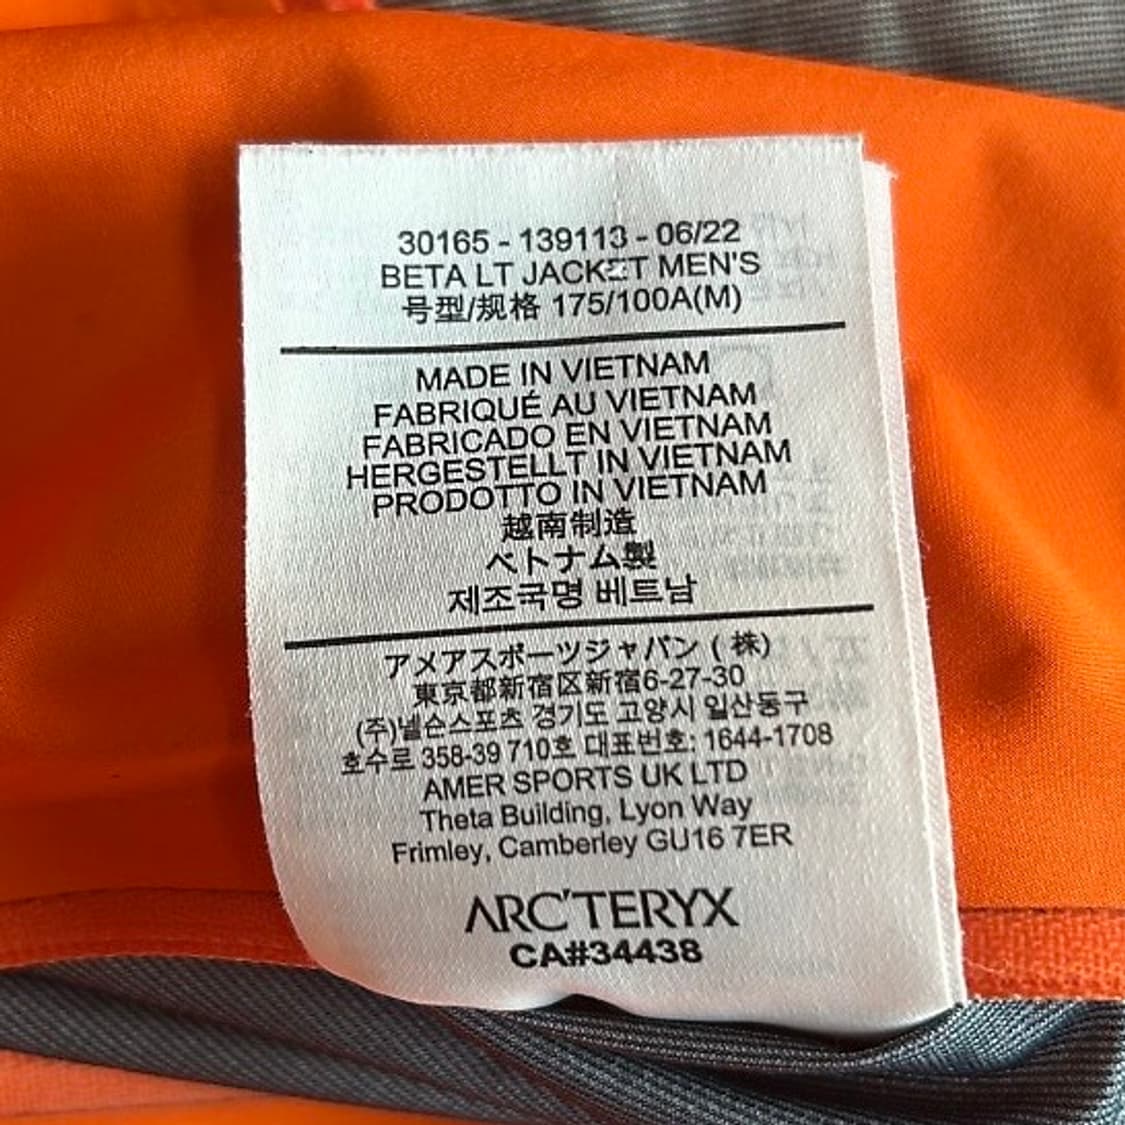 30165 - 139113 - 06/22
BETA LT JACKET MEN'S
号型/规格 175/100A(M)
MADE IN VIETNAM
FABRIQUÉ AU VIETNAM
FABRICADO EN VIETNAM
HERGESTELLT IN VIETNAM
PRODOTTO IN VIETNAM
越南制造
ベトナム製
제조국명 베트남
アメアスポーツジャパン ( 株)
東京都新宿区新宿6-27-30
(주)넬슨스포츠 경기도 고양시 일산동구
호수로 358-39 710호 대표번호: 1644-1708
AMER SPORTS UK LTD
Theta Building, Lyon Way
Frimley, Camberley GU16 7ER
ARC'TERYX
CA#34438